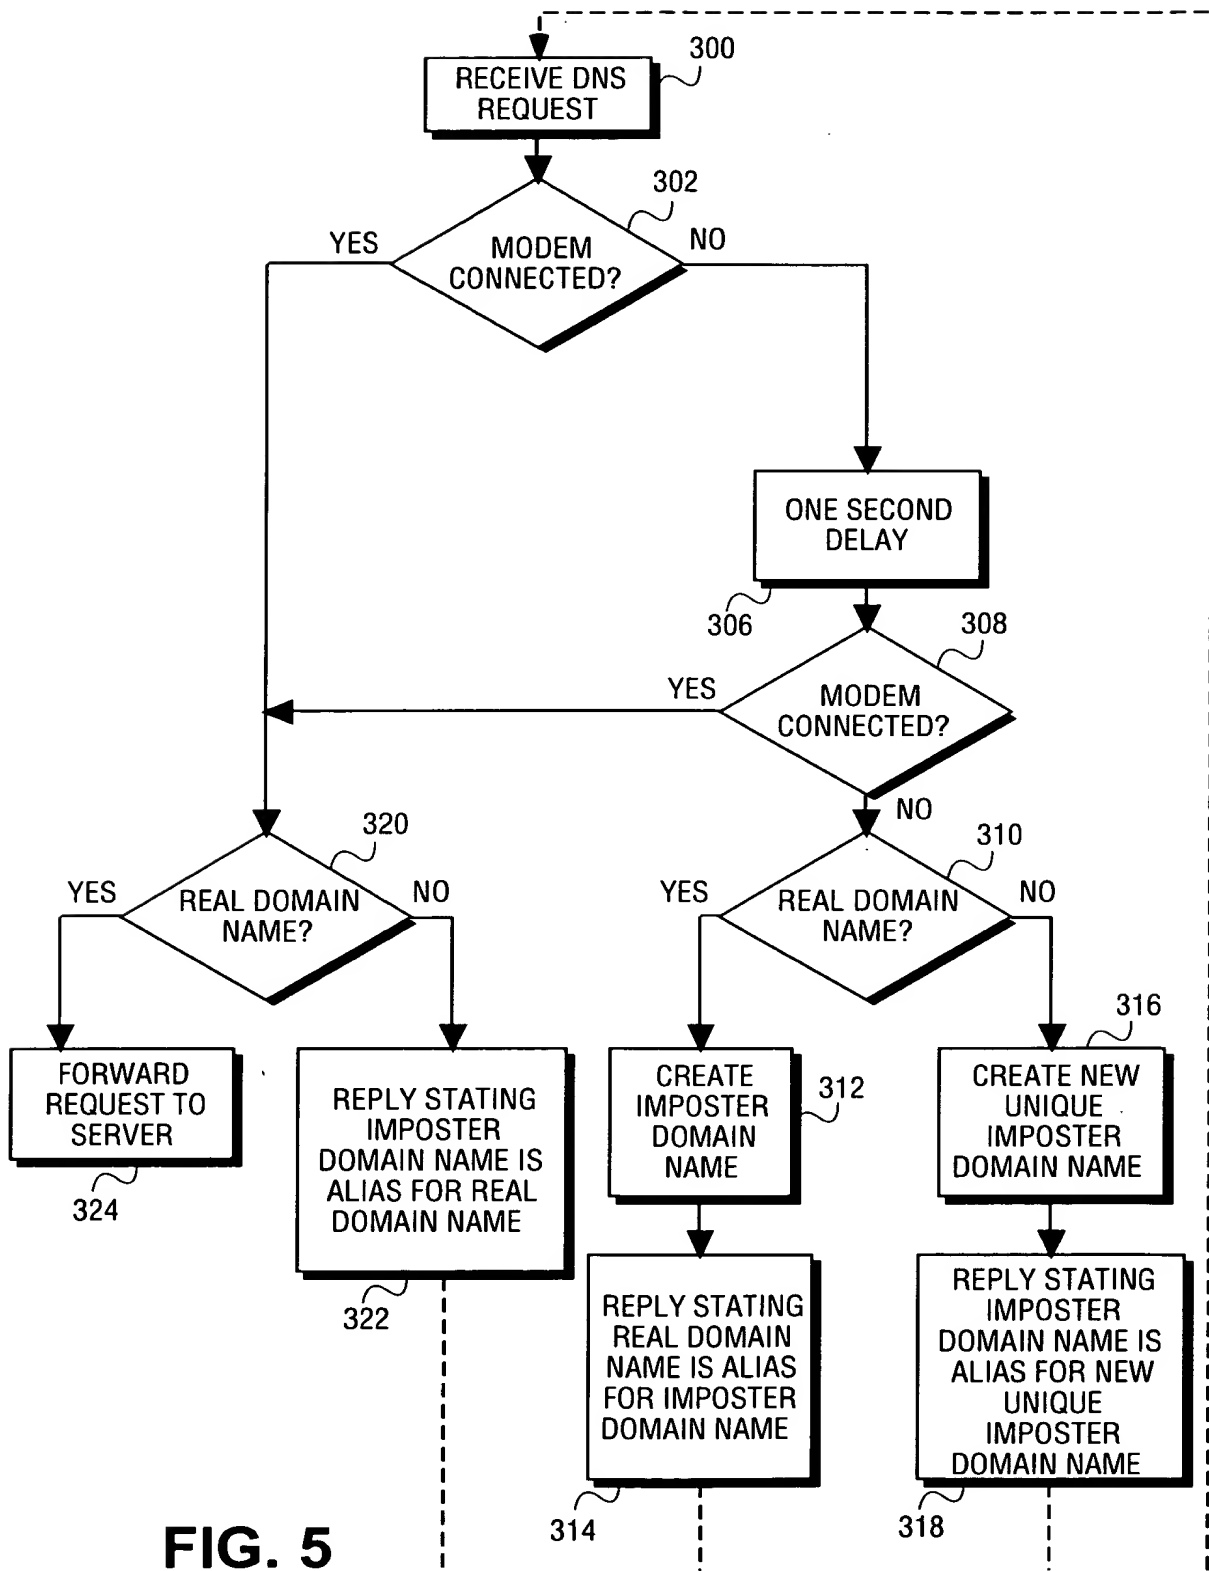 300
RECEIVE DNS
REQUEST
302
YES
MODEM
CONNECTED?
NO
ONE SECOND
DELAY
306
308
YES
MODEM
CONNECTED?
NO
320
YES
REAL DOMAIN
NAME?
NO
310
YES
REAL DOMAIN
NAME?
NO
FORWARD
REQUEST TO
SERVER
324
REPLY STATING
IMPOSTER
DOMAIN NAME IS
ALIAS FOR REAL
DOMAIN NAME
322
CREATE
IMPOSTER
DOMAIN
NAME
312
316
CREATE NEW
UNIQUE
IMPOSTER
DOMAIN NAME
REPLY STATING
REAL DOMAIN
NAME IS ALIAS
FOR IMPOSTER
DOMAIN NAME
314
REPLY STATING
IMPOSTER
DOMAIN NAME IS
ALIAS FOR NEW
UNIQUE
IMPOSTER
DOMAIN NAME
318
FIG. 5